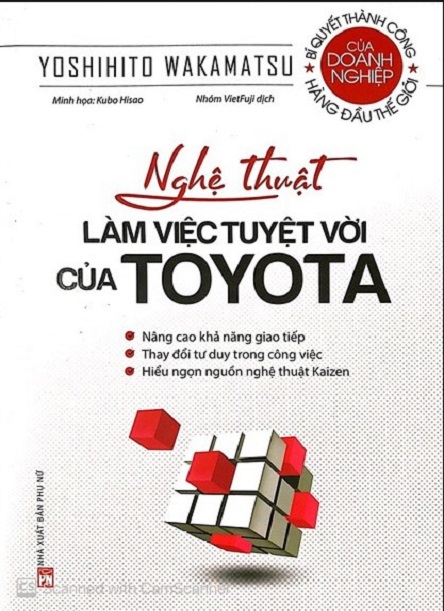 BÍ QUYẾT THÀNH CÔNG
CỦA
DOANH
NGHIỆP
HÀNG ĐẦU THẾ GIỚI
YOSHIHITO WAKAMATSU
Minh họa: Kubo Hisao
Nhóm VietFuji dịch
Nghệ thuật
LÀM VIỆC TUYỆT VỜI
CỦA TOYOTA
Nâng cao khả năng giao tiếp
Thay đổi tư duy trong công việc
Hiểu ngọn nguồn nghệ thuật Kaizen
NHÀ XUẤT BẢN PHỤ NỮ
PN
CS Scanned with CamScanner